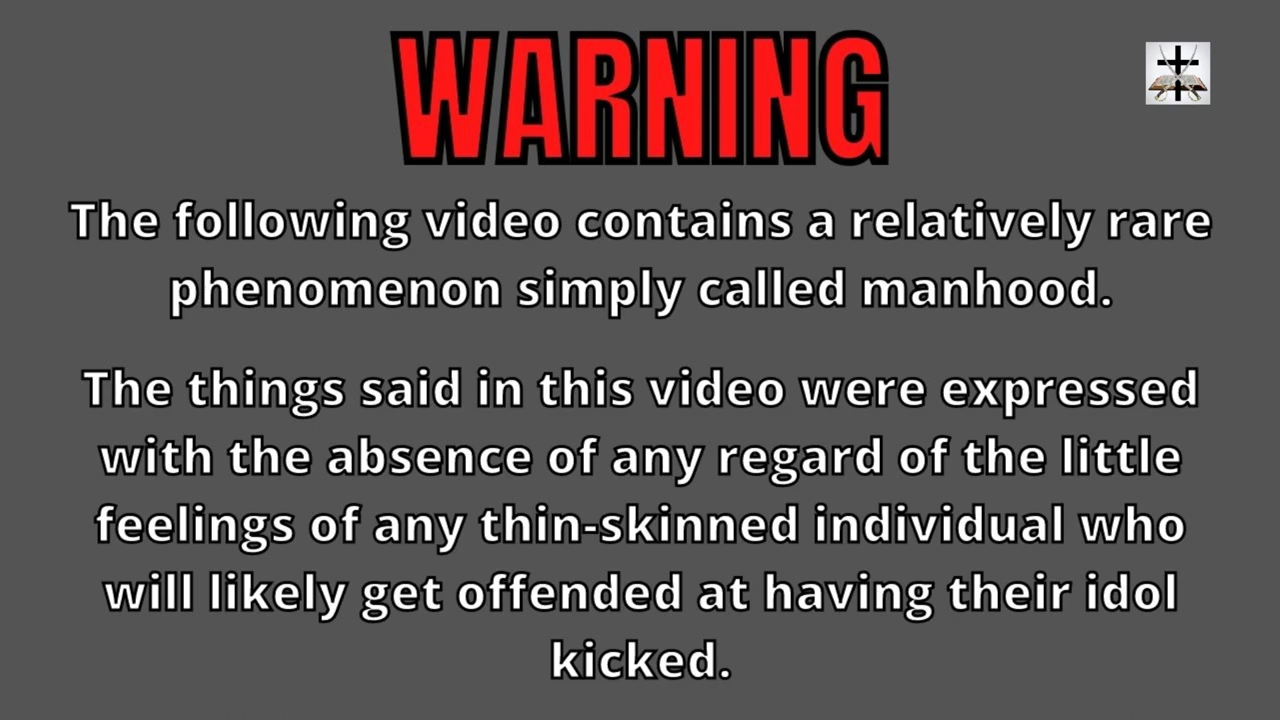 WARNING
The following video contains a relatively rare
phenomenon simply called manhood.
The things said in this video were expressed
with the absence of any regard of the little
feelings of any thin-skinned individual who
will likely get offended at having their idol
kicked.